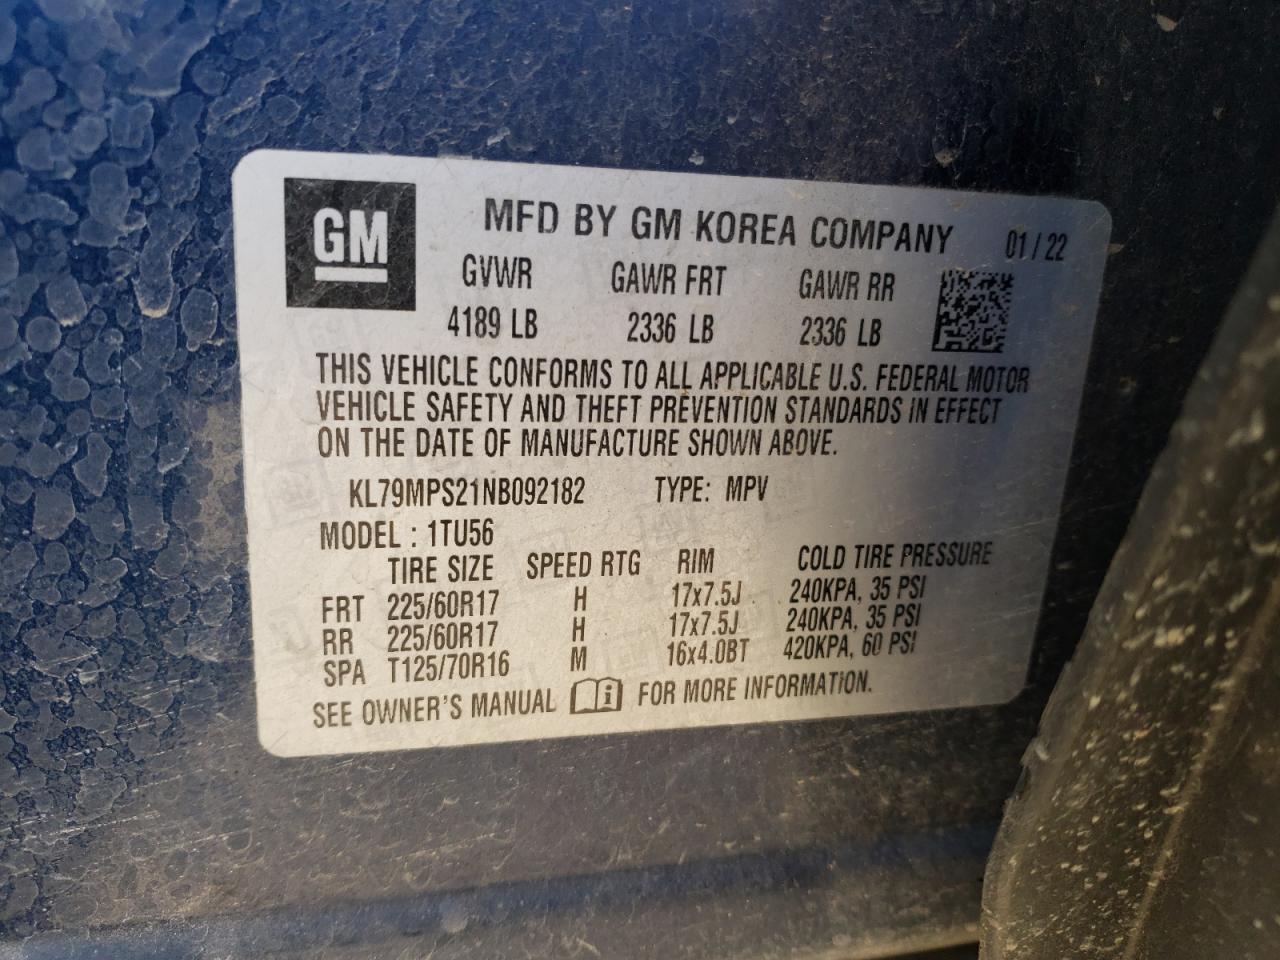 GM
MFD BY GM KOREA COMPANY 01 / 22
GVWR GAWR FRT GAWR RR
4189 LB 2336 LB 2336 LB
THIS VEHICLE CONFORMS TO ALL APPLICABLE U.S. FEDERAL MOTOR
VEHICLE SAFETY AND THEFT PREVENTION STANDARDS IN EFFECT
ON THE DATE OF MANUFACTURE SHOWN ABOVE.
KL79MPS21NB092182 TYPE: MPV
MODEL : 1TU56
TIRE SIZE SPEED RTG RIM COLD TIRE PRESSURE
FRT 225/60R17 H 17x7.5J 240KPA, 35 PSI
RR 225/60R17 H 17x7.5J 240KPA, 35 PSI
SPA T125/70R16 M 16x4.0BT 420KPA, 60 PSI
SEE OWNER'S MANUAL i FOR MORE INFORMATION.